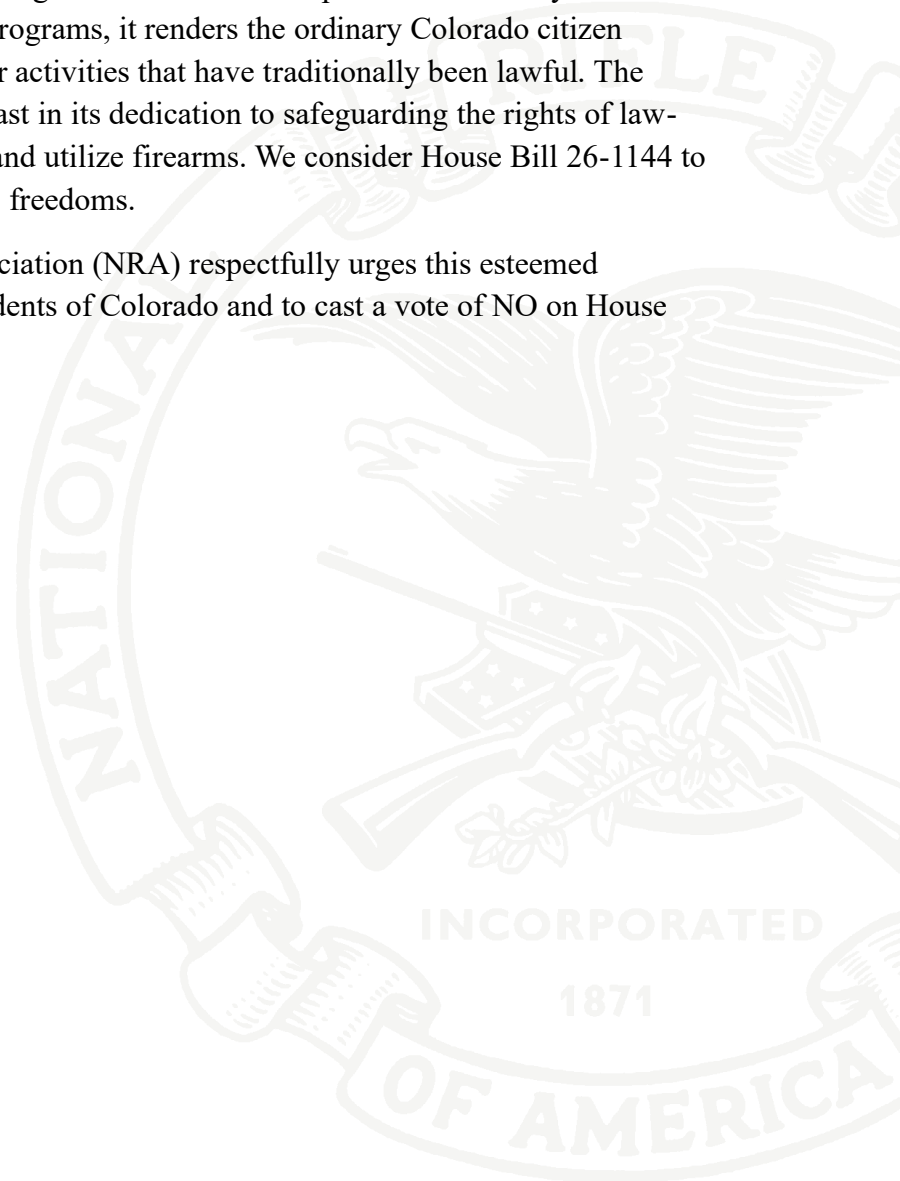 rograms, it renders the ordinary Colorado citizen
r activities that have traditionally been lawful. The
ast in its dedication to safeguarding the rights of law-
and utilize firearms. We consider House Bill 26-1144 to
freedoms.
ciation (NRA) respectfully urges this esteemed
dents of Colorado and to cast a vote of NO on House
RIFLE
NATIONAL
INCORPORATED
1871
OF AMERICA